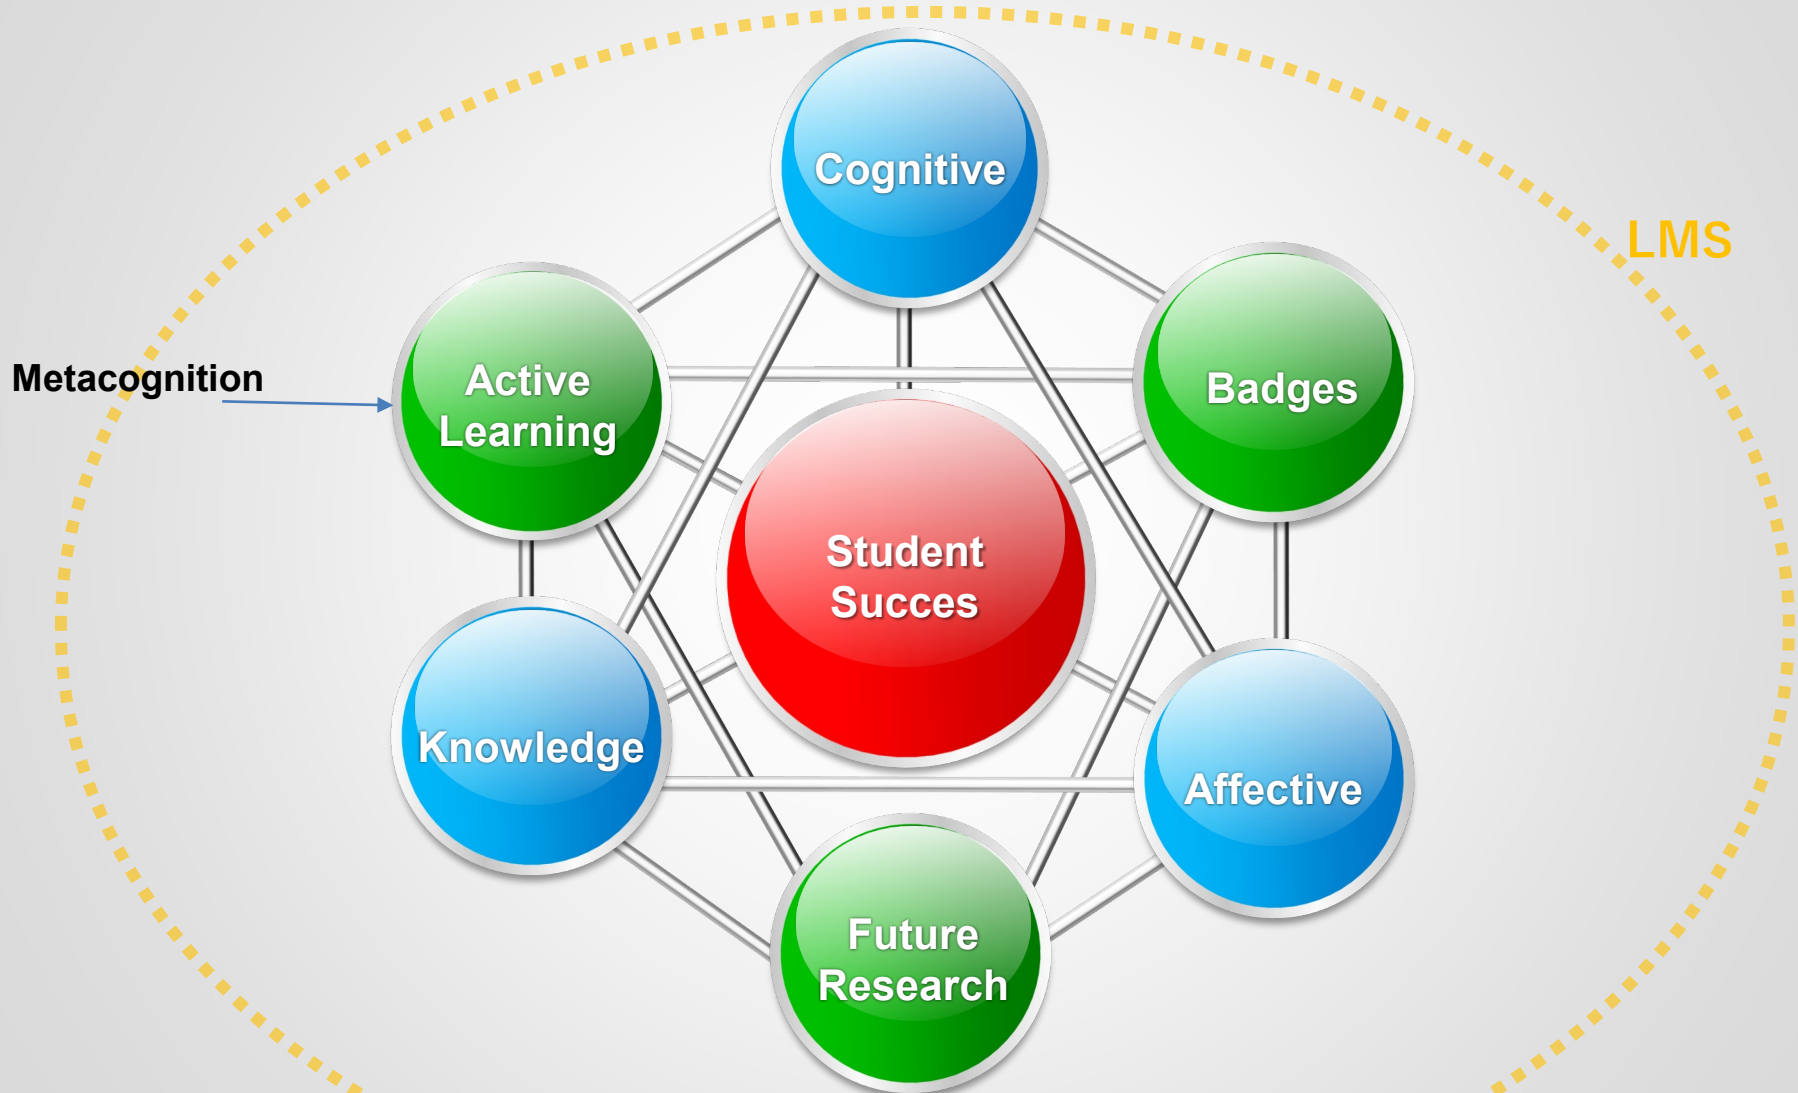 Cognitive
LMS
Metacognition
Active
Learning
Badges
Student
Succes
Knowledge
Affective
Future
Research